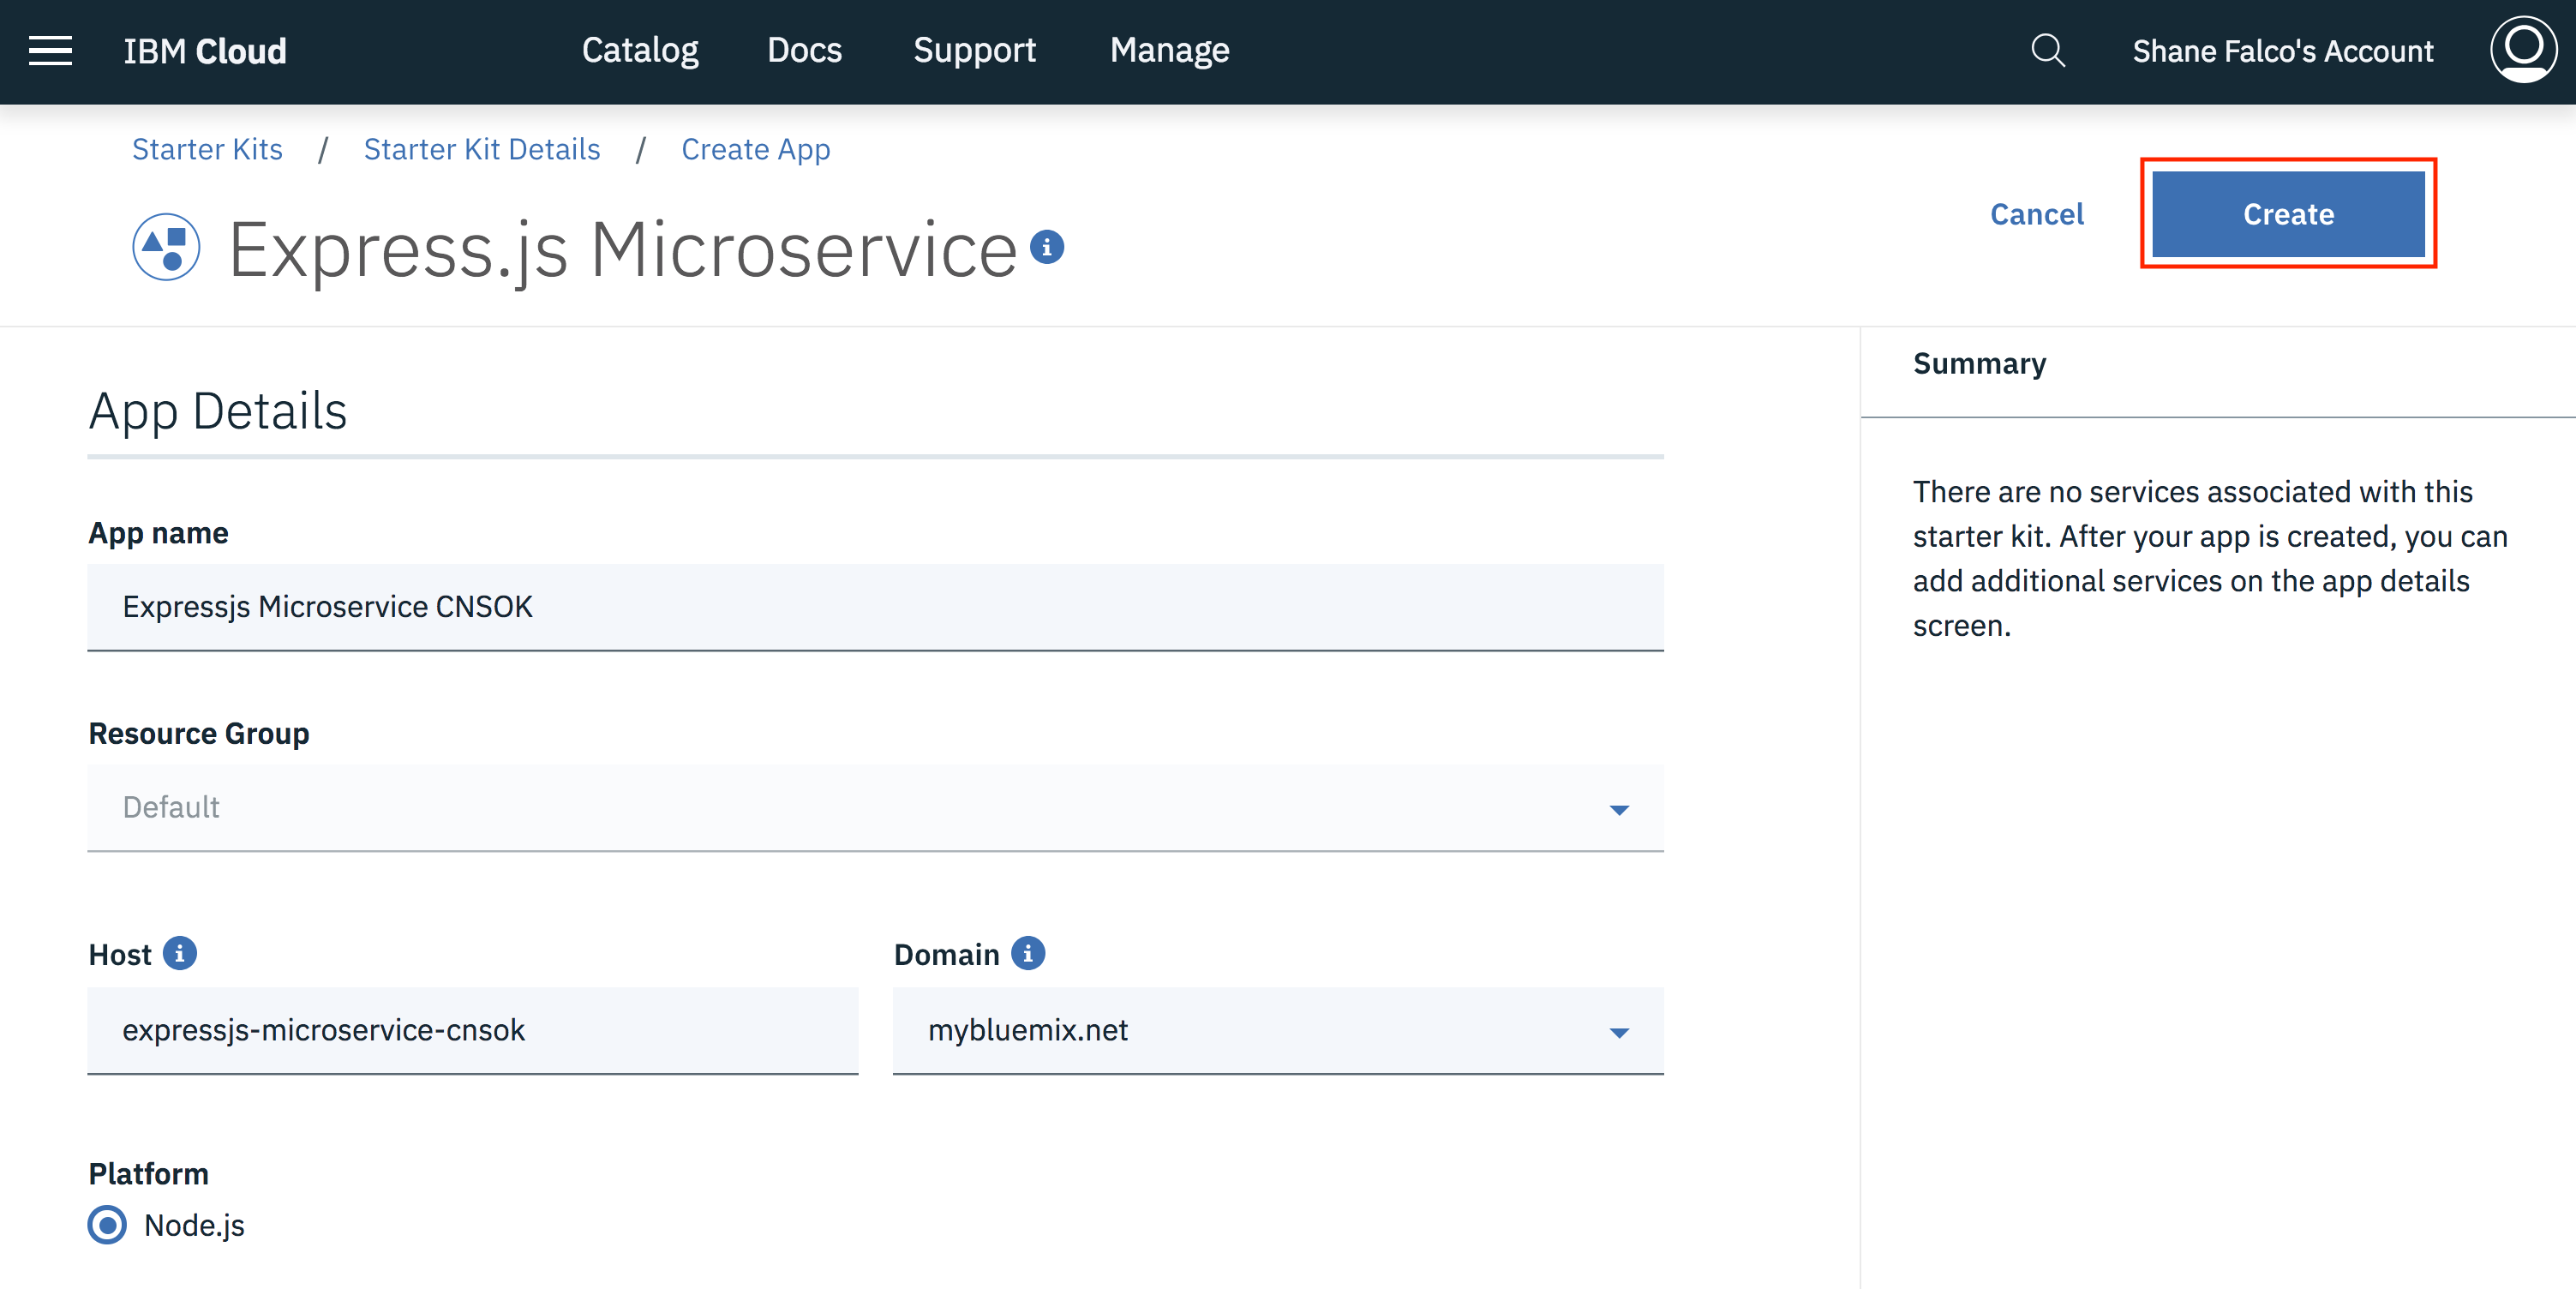 IBM Cloud
Catalog
Docs
Support
Manage
Shane Falco's Account
Starter Kits / Starter Kit Details / Create App
Express.js Microservice
Cancel
Create
App Details
App name
Expressjs Microservice CNSOK
Resource Group
Default
Host
Domain
expressjs-microservice-cnsok
mybluemix.net
Platform
Node.js
Summary
There are no services associated with this
starter kit. After your app is created, you can
add additional services on the app details
screen.